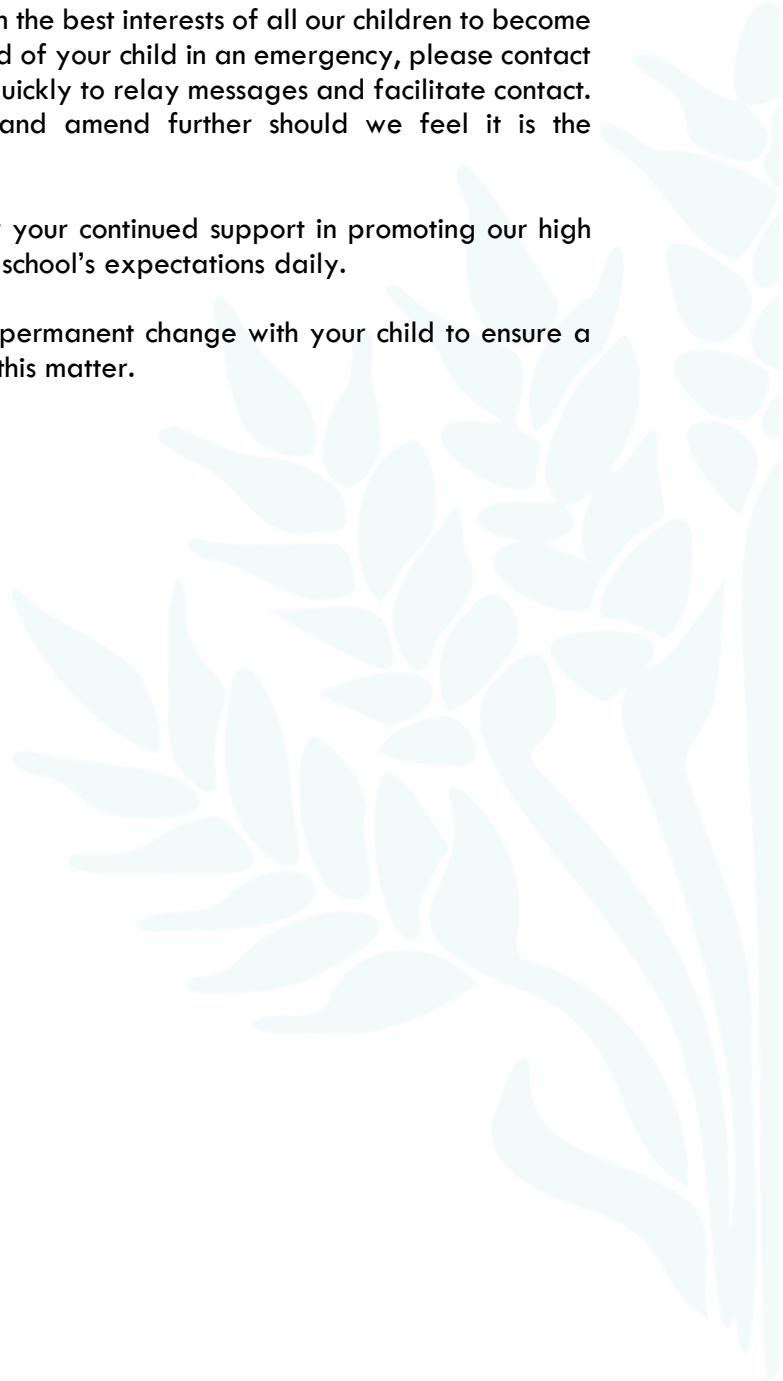 the best interests of all our children to become
of your child in an emergency, please contact
uickly to relay messages and facilitate contact.
and amend further should we feel it is the
your continued support in promoting our high
school's expectations daily.
permanent change with your child to ensure a
this matter.